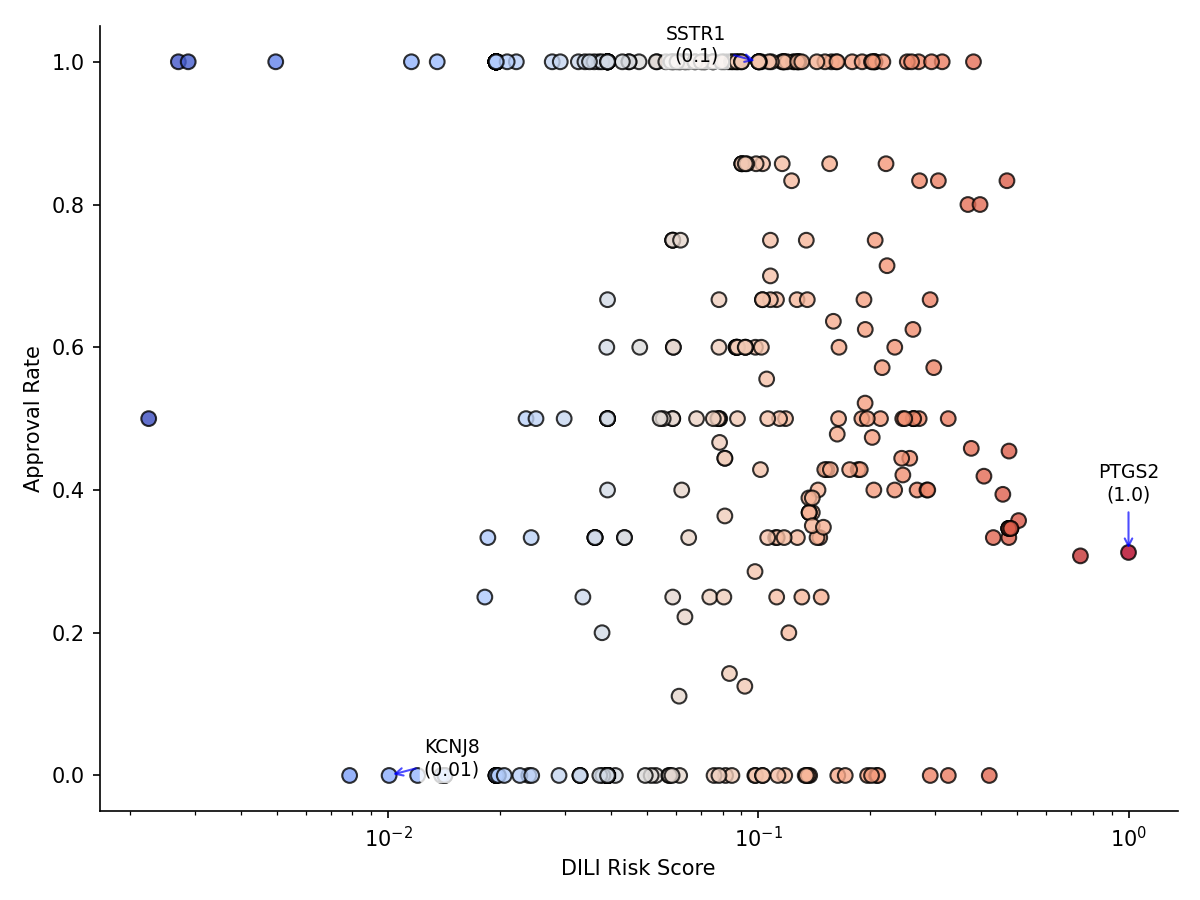 SSTR1
(0.1)
1.0
0.8
0.6
0.4
0.2
0.0
Approval Rate
PTGS2
(1.0)
KCNJ8
(0.01)
10⁻²
10⁻¹
10⁰
DILI Risk Score